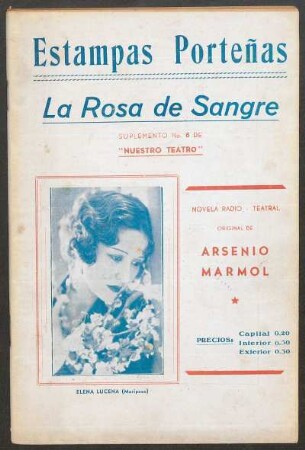 Estampas Porteñas
La Rosa de Sangre
SUPLEMENTO No. 6 DE
"NUESTRO TEATRO"
NOVELA RADIO - TEATRAL
ORIGINAL DE
ARSENIO
MARMOL
PRECIOS:
Capital 0.20
Interior 0.30
Exterior 0.30
ELENA LUCENA (Mariposa)